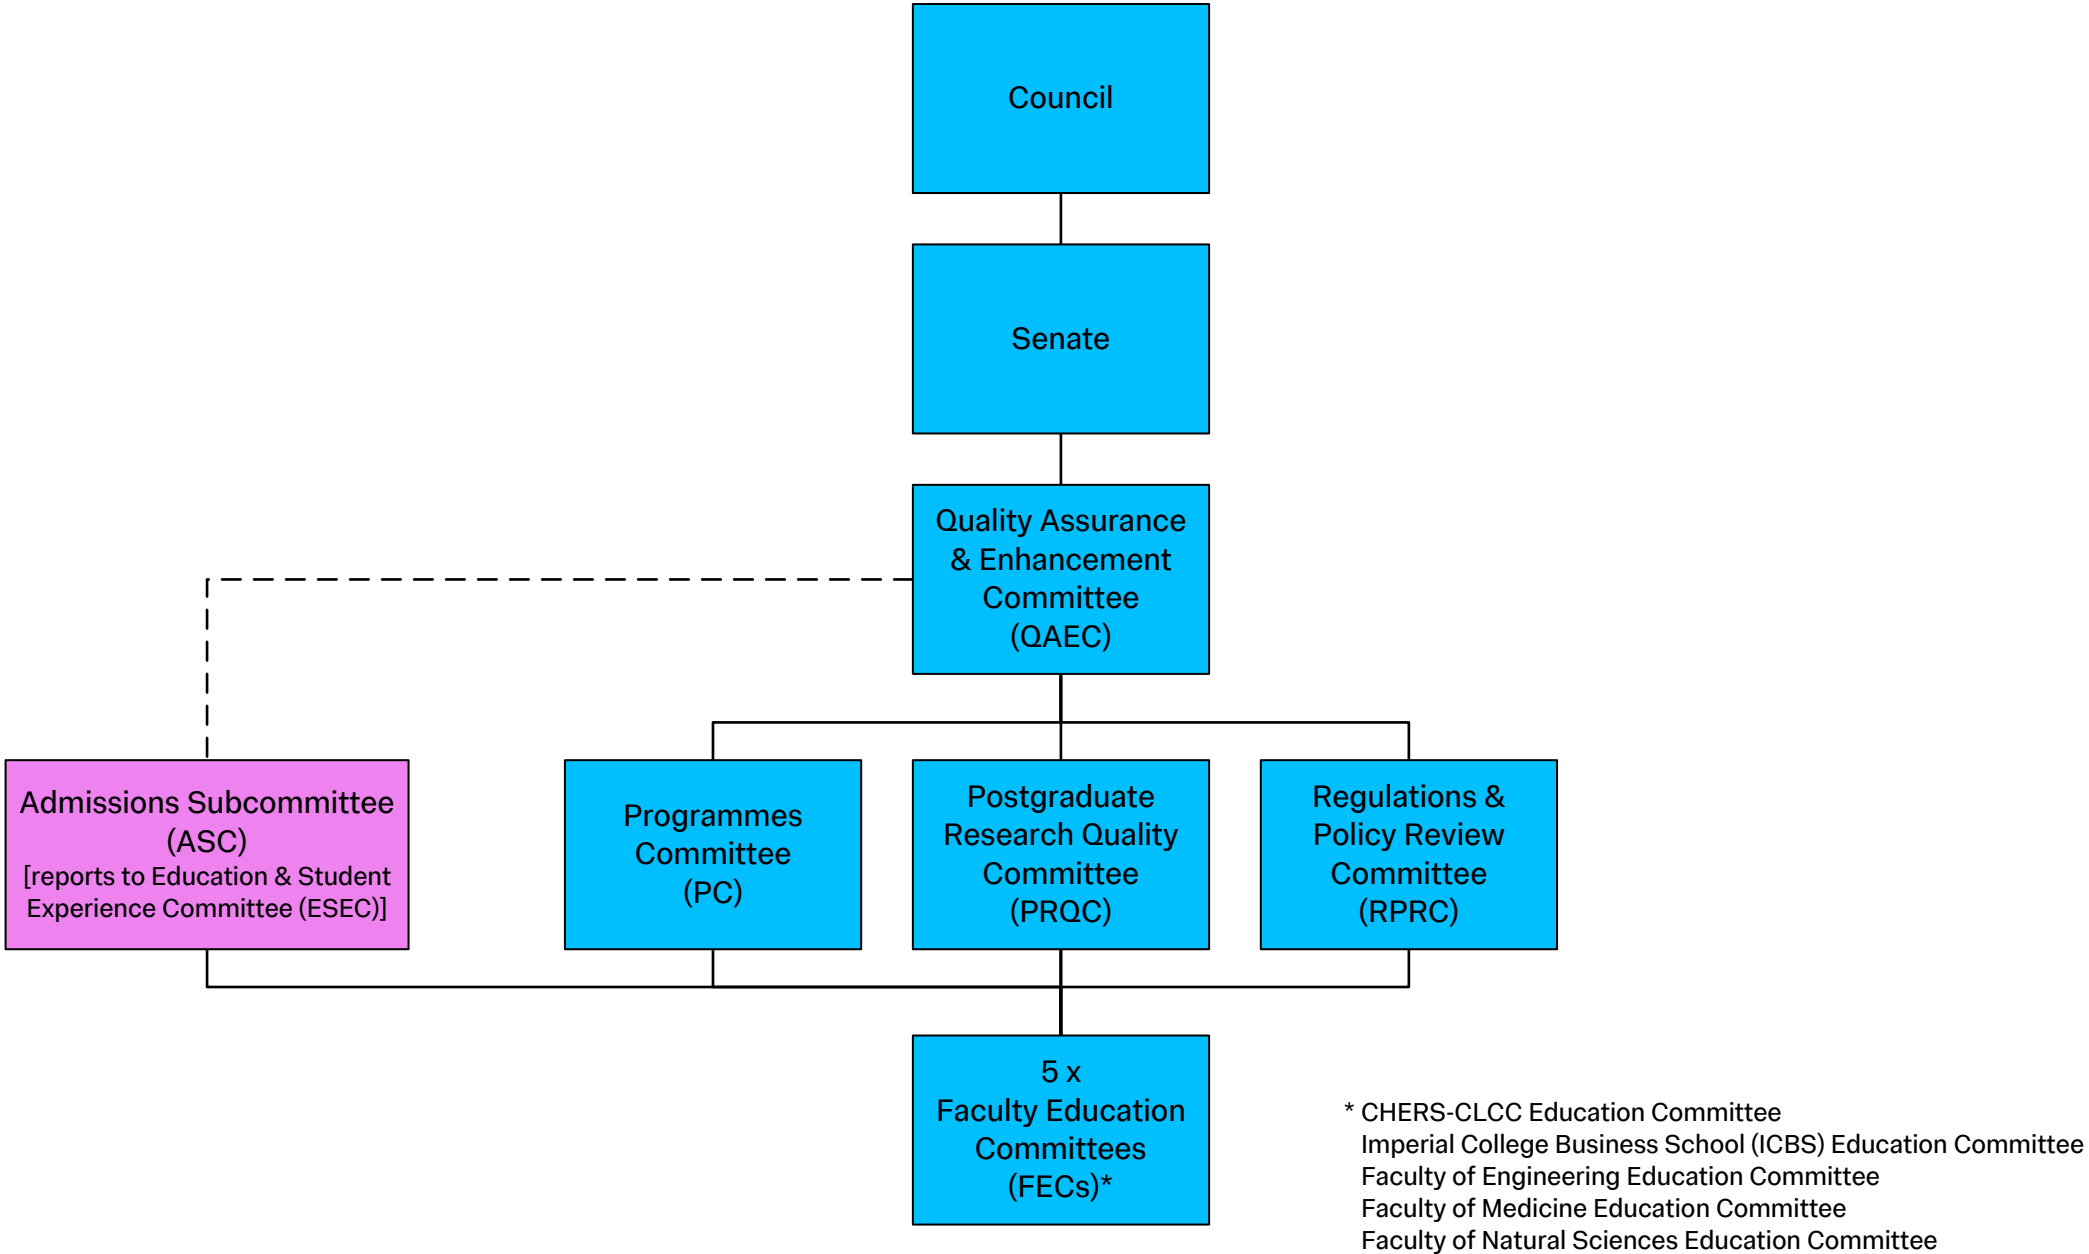 Council
Senate
Quality Assurance
& Enhancement
Committee
(QAEC)
Admissions Subcommittee
(ASC)
[reports to Education & Student
Experience Committee (ESEC)]
Programmes
Committee
(PC)
Postgraduate
Research Quality
Committee
(PRQC)
Regulations &
Policy Review
Committee
(RPRC)
5 x
Faculty Education
Committees
(FECs)*
* CHERS-CLCC Education Committee
Imperial College Business School (ICBS) Education Committee
Faculty of Engineering Education Committee
Faculty of Medicine Education Committee
Faculty of Natural Sciences Education Committee